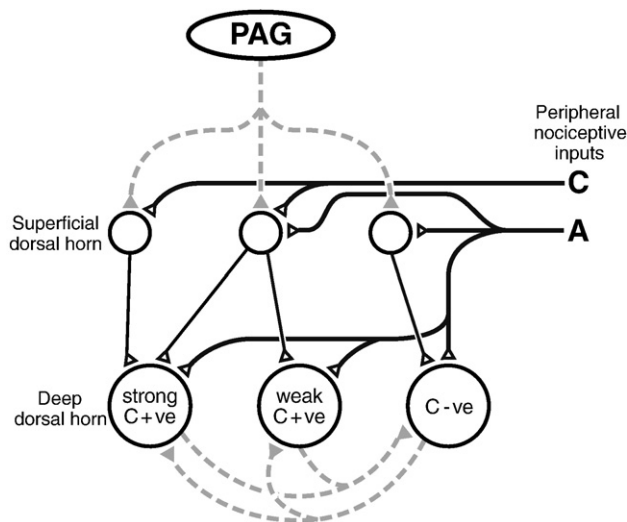 PAG
Peripheral
nociceptive
inputs
C
Superficial
dorsal horn
A
Deep
dorsal horn
strong
C+ve
weak
C+ve
C-ve